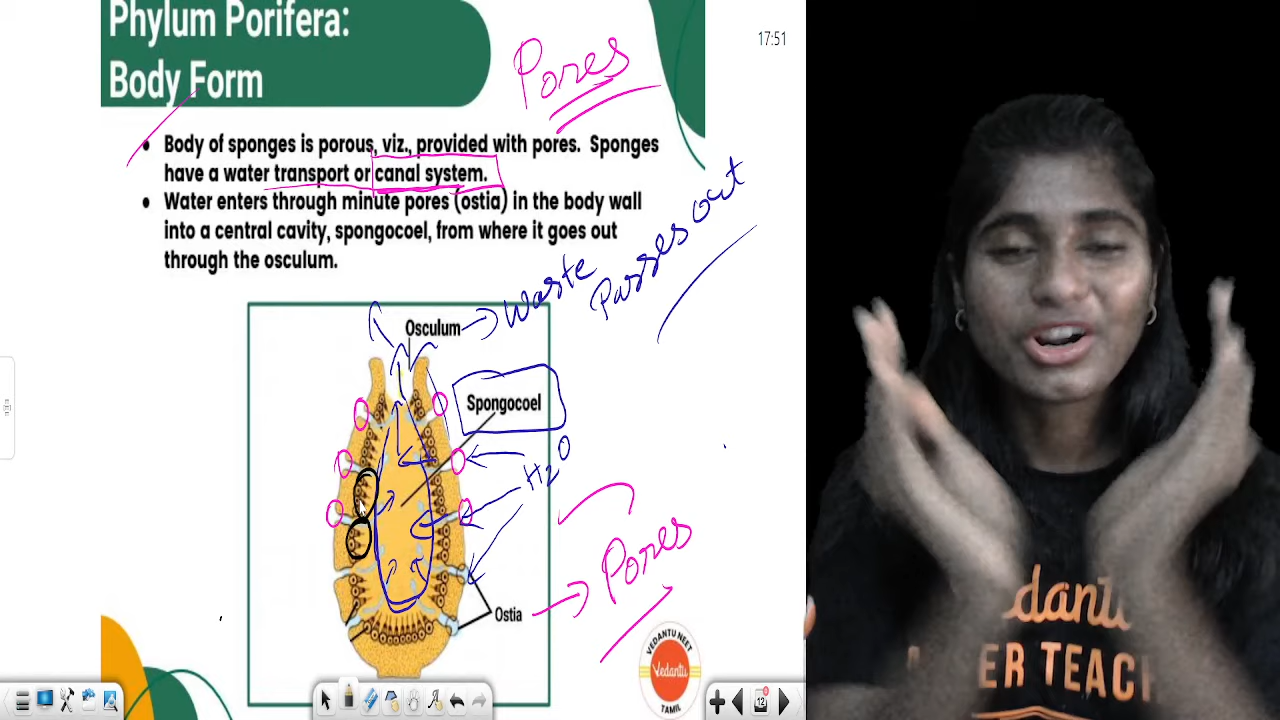 Phylum Porifera:
Body Form
Pores
17:51
• Body of sponges is porous, viz., provided with pores. Sponges
have a water transport or canal system.
• Water enters through minute pores (ostia) in the body wall
into a central cavity, spongocoel, from where it goes out
through the osculum.
Osculum
Waste
Passes out
Spongocoel
H2O
Pores
Ostia
VEDANTU NEET
Vedantu
TAMIL
12